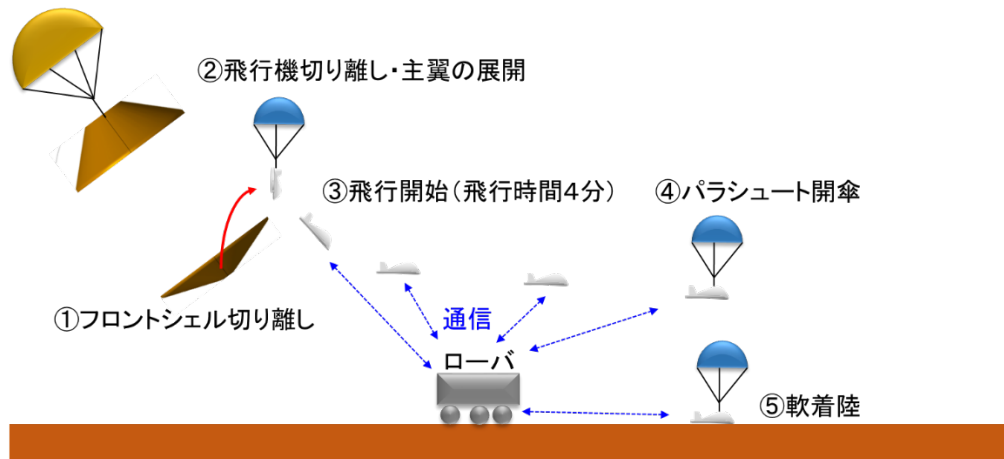 ②飛行機切り離し・主翼の展開
③飛行開始（飛行時間４分）
④パラシュート開傘
①フロントシェル切り離し
通信
ローバ
⑤軟着陸